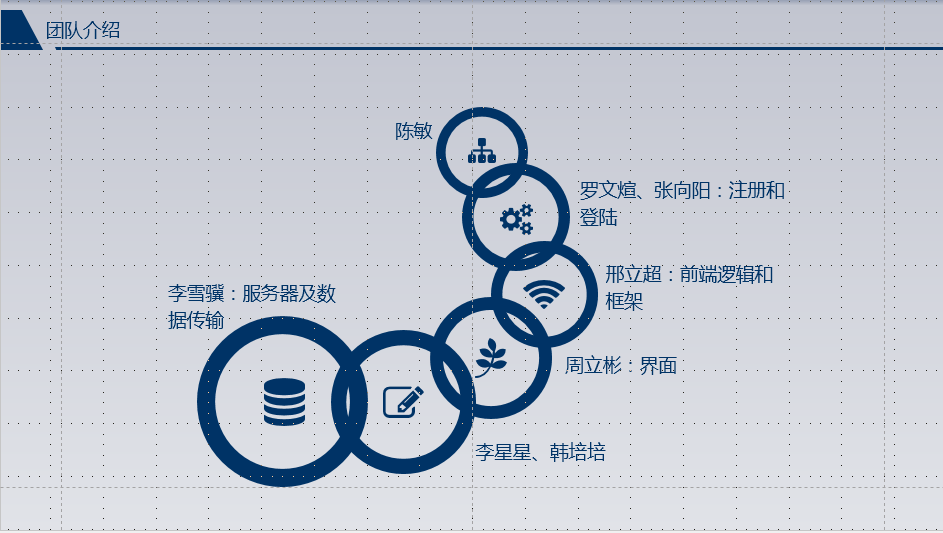 团队介绍
陈敏
罗文煊、张向阳：注册和
登陆
邢立超：前端逻辑和
框架
李雪骥：服务器及数
据传输
周立彬：界面
李星星、韩培培